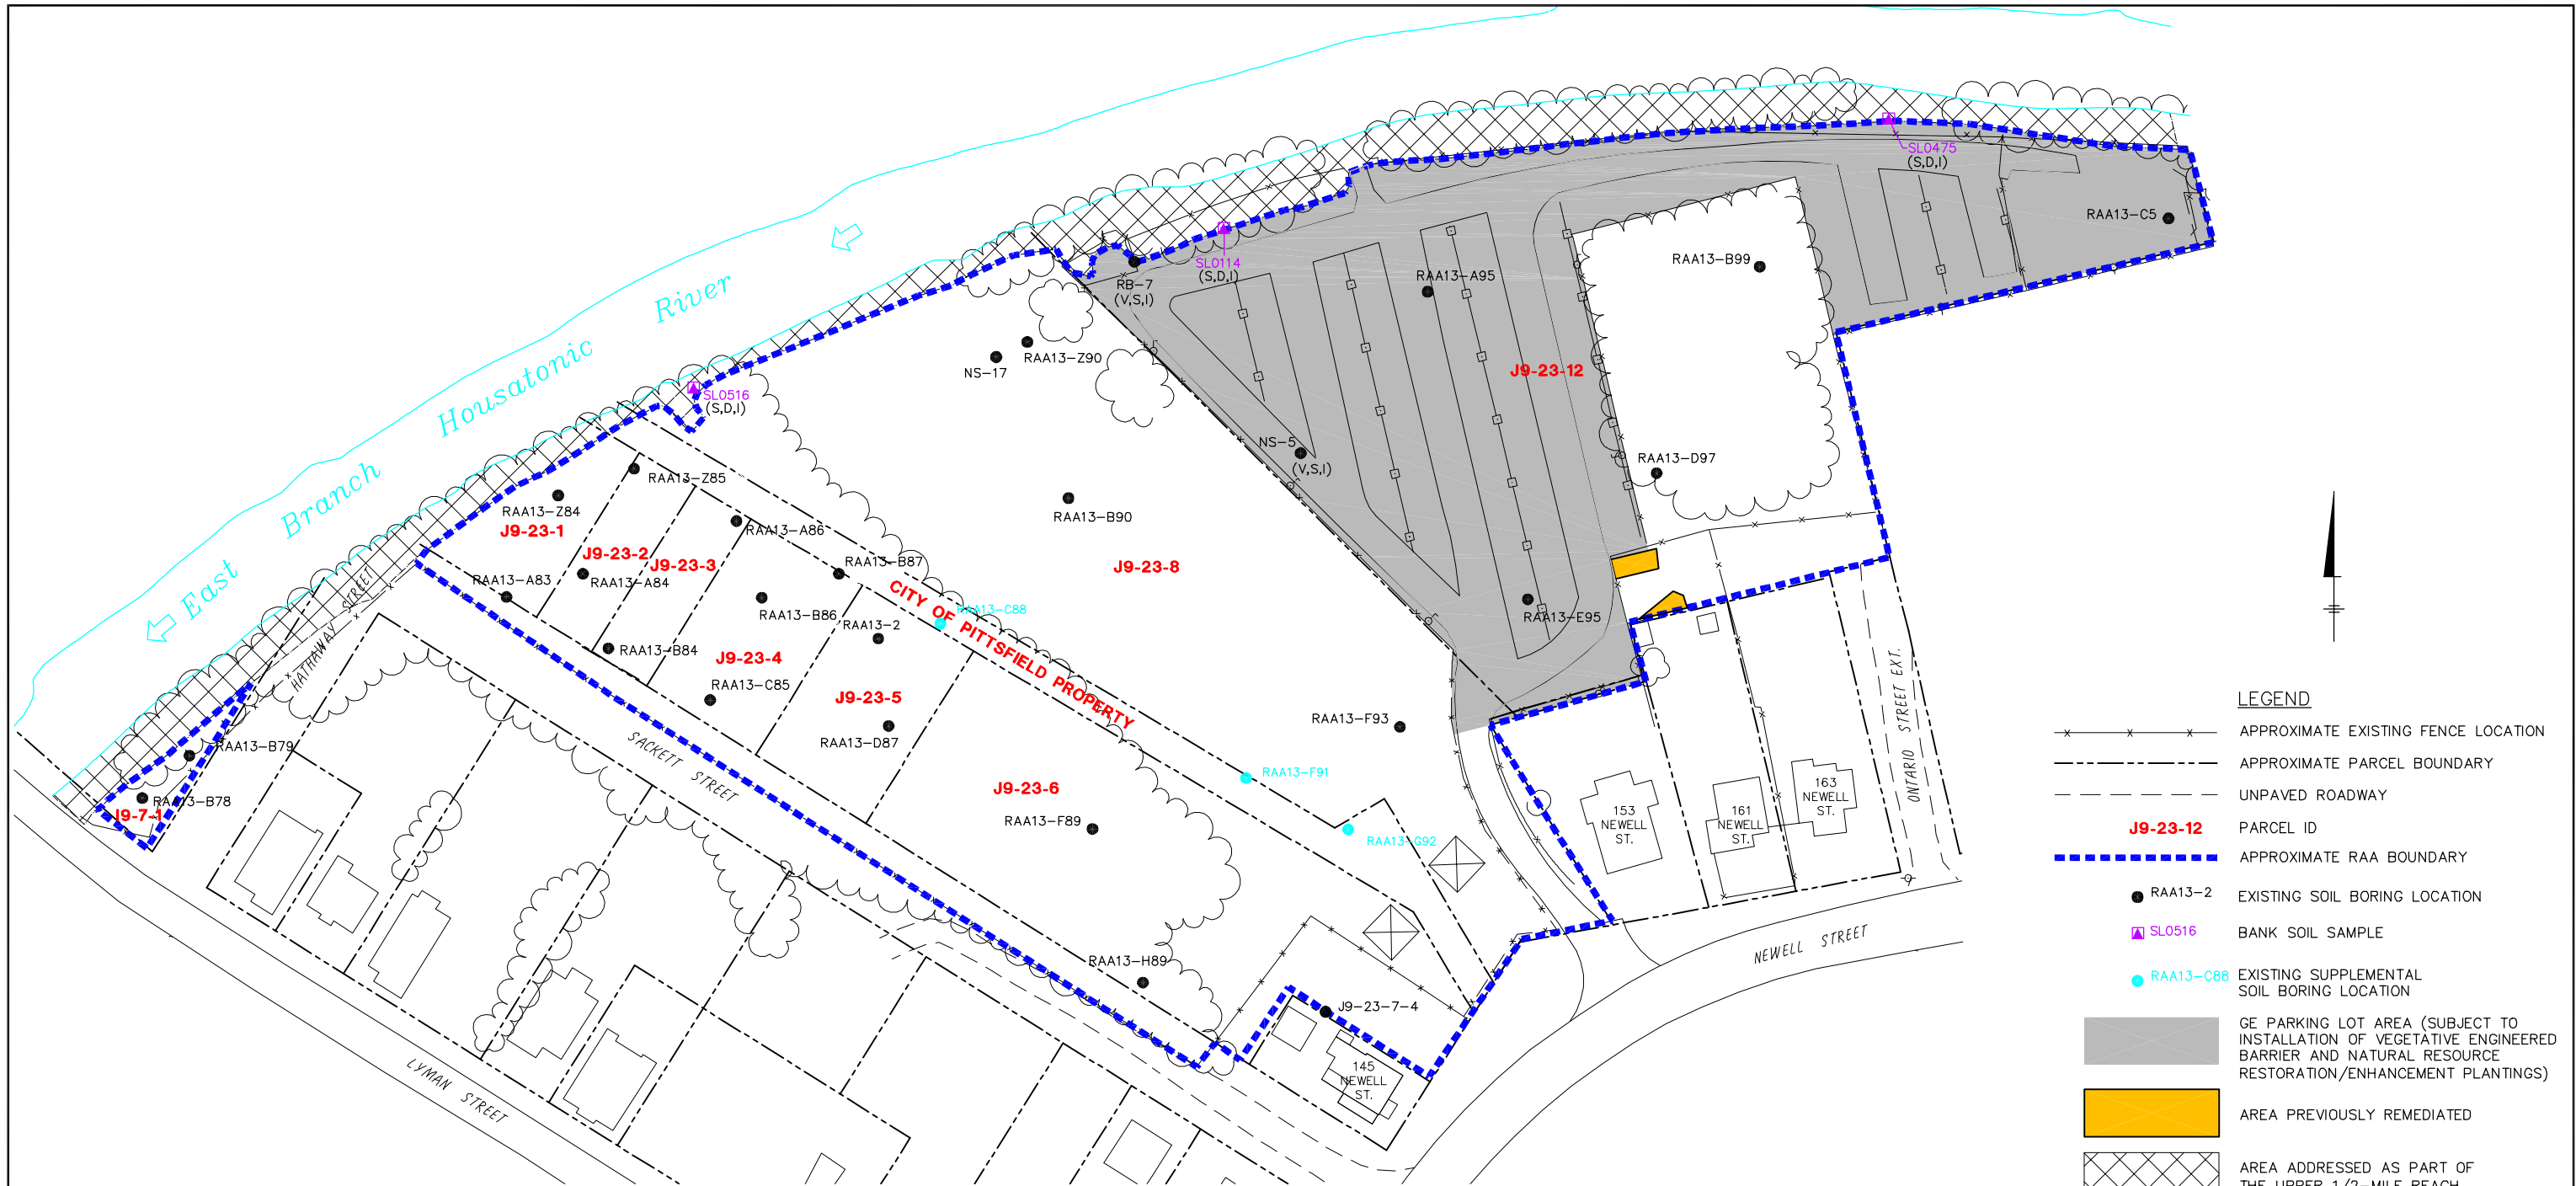 East Branch Housatonic River
SL0475
(S,D,I)
RAA13-C5
RAA13-B99
SL0114
(S,D,I)
RB-7
(V,S,I)
RAA13-A95
RAA13-Z90
NS-17
J9-23-12
SL0516
(S,D,I)
NS-5
(V,S,I)
RAA13-D97
RAA13-Z85
RAA13-Z84
J9-23-1
RAA13-B90
RAA13-A86
J9-23-2
J9-23-3
RAA13-B87
J9-23-8
RAA13-A83
RAA13-A84
HATHAWAY STREET
CITY OF PITTSFIELD PROPERTY
RAA13-C88
RAA13-B86
RAA13-2
RAA13-E95
RAA13-B84
J9-23-4
RAA13-C85
J9-23-5
RAA13-D87
RAA13-F93
SACKETT STREET
RAA13-B79
RAA13-B78
J9-7-1
RAA13-F91
J9-23-6
RAA13-F89
RAA13-G92
153
NEWELL
ST.
161
NEWELL
ST.
163
NEWELL
ST.
ONTARIO STREET EXT.
NEWELL STREET
RAA13-H89
J9-23-7-4
145
NEWELL
ST.
LYMAN STREET
LEGEND
APPROXIMATE EXISTING FENCE LOCATION
APPROXIMATE PARCEL BOUNDARY
UNPAVED ROADWAY
J9-23-12 PARCEL ID
APPROXIMATE RAA BOUNDARY
RAA13-2 EXISTING SOIL BORING LOCATION
SL0516 BANK SOIL SAMPLE
RAA13-C88 EXISTING SUPPLEMENTAL
SOIL BORING LOCATION
GE PARKING LOT AREA (SUBJECT TO
INSTALLATION OF VEGETATIVE ENGINEERED
BARRIER AND NATURAL RESOURCE
RESTORATION/ENHANCEMENT PLANTINGS)
AREA PREVIOUSLY REMEDIATED
AREA ADDRESSED AS PART OF
THE UPPER 1/2-MILE REACH